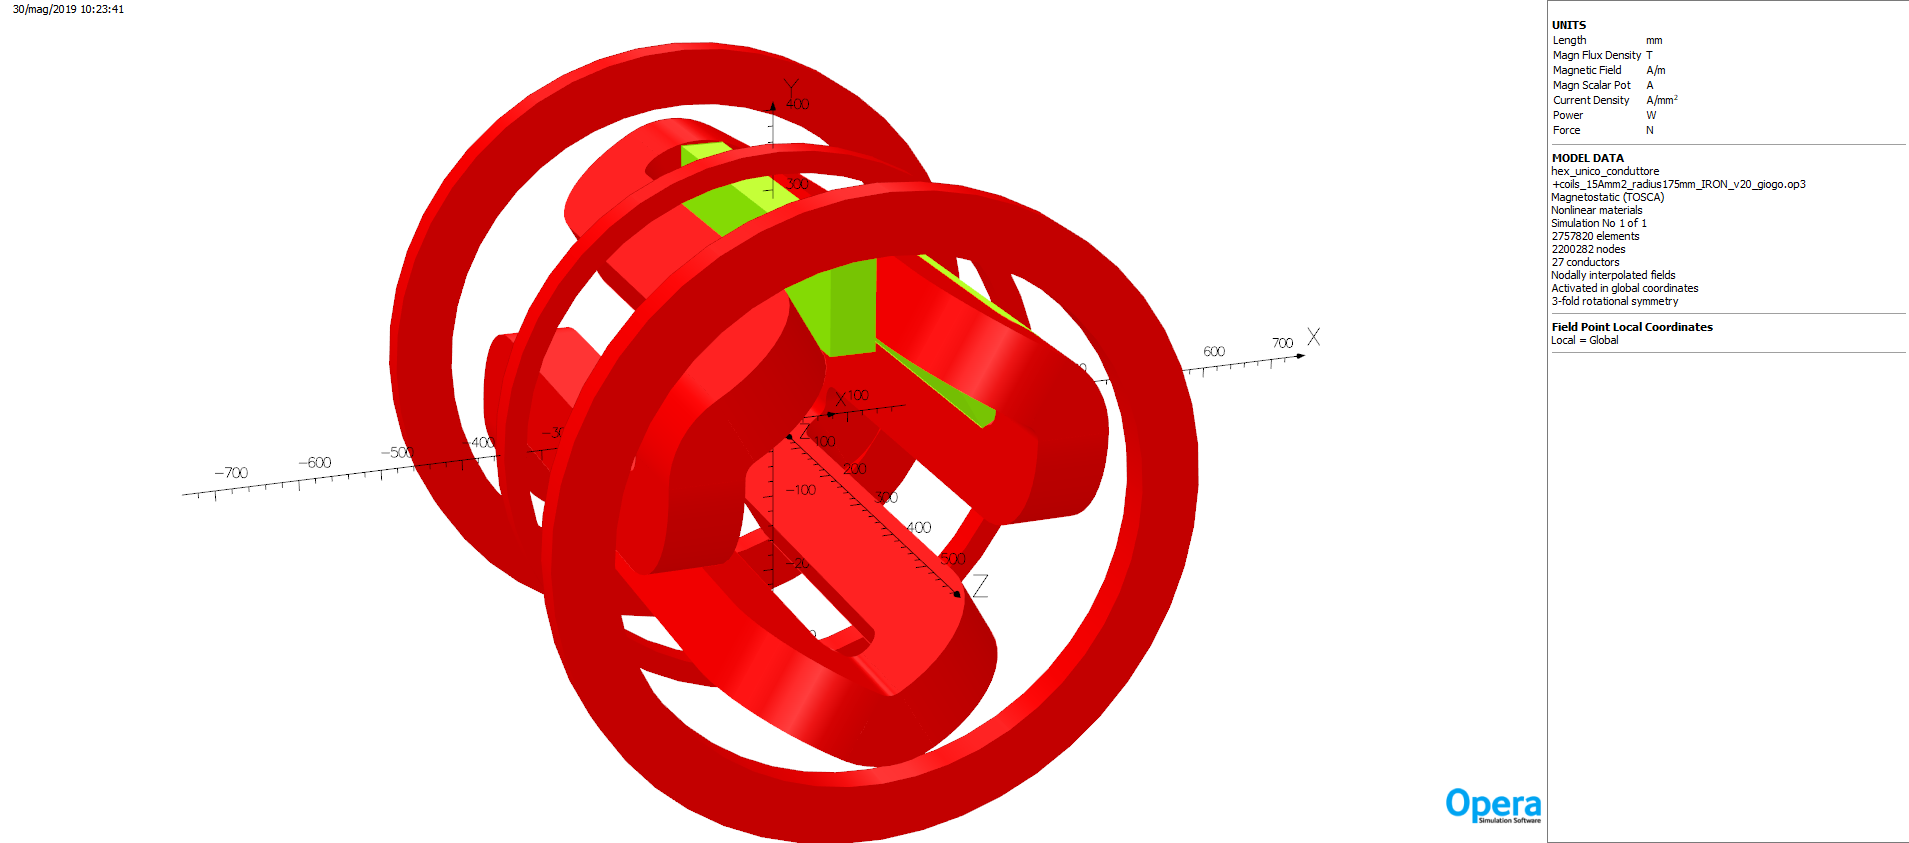 30/mag/2019 10:23:41
UNITS
Length mm
Magn Flux Density T
Magnetic Field A/m
Magn Scalar Pot A
Current Density A/mm²
Power W
Force N
MODEL DATA
hex_unico_conduttore
+coils_15Amm2_radius175mm_IRON_v20_giogo.op3
Magnetostatic (TOSCA)
Nonlinear materials
Simulation No 1 of 1
2757820 elements
2200282 nodes
27 conductors
Nodally interpolated fields
Activated in global coordinates
3-fold rotational symmetry
Field Point Local Coordinates
Local = Global
Y
400
300
X
700
600
100
X
Z
100
200
300
400
500
Z
-100
-400
-500
-600
-700
Opera
Simulation Software